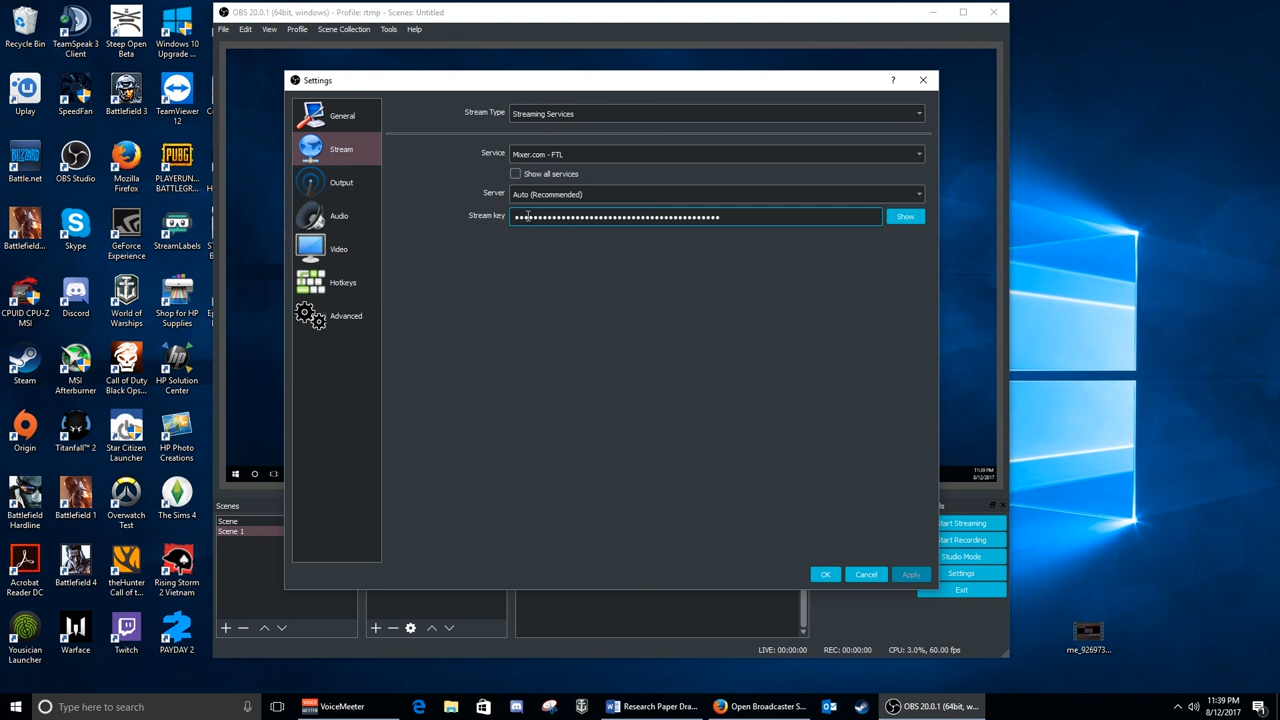 OBS 20.0.1 (64bit, windows) - Profile: rtmp - Scenes: Untitled
File Edit View Profile Scene Collection Tools Help
Settings
?
General
Stream
Output
Audio
Video
Hotkeys
Advanced
Stream Type Streaming Services
Service Mixer.com - FTL
Show all services
Server Auto (Recommended)
Stream key
Show
OK Cancel Apply
11:39 PM
8/12/2017
Scenes
Scene
Scene 1
Start Streaming
Start Recording
Studio Mode
Settings
Exit
LIVE: 00:00:00 REC: 00:00:00 CPU: 3.0%, 60.00 fps
Recycle Bin
TeamSpeak 3 Client
Steep Open Beta
Windows 10 Upgrade ...
Uplay
SpeedFan
Battlefield 3
TeamViewer 12
Battle.net
OBS Studio
Mozilla Firefox
PLAYERUN... BATTLEGR...
Battlefield...
Skype
GeForce Experience
StreamLabels
CPUID CPU-Z MSI
Discord
World of Warships
Shop for HP Supplies
Steam
MSI Afterburner
Call of Duty Black Ops...
HP Solution Center
Origin
Titanfall™ 2
Star Citizen Launcher
HP Photo Creations
Battlefield Hardline
Battlefield 1
Overwatch Test
The Sims 4
Acrobat Reader DC
Battlefield 4
theHunter Call of t...
Rising Storm 2 Vietnam
Yousician Launcher
Warface
Twitch
PAYDAY 2
me_926973...
Type here to search
VoiceMeeter
Research Paper Dra...
Open Broadcaster S...
OBS 20.0.1 (64bit, w...
11:39 PM
8/12/2017